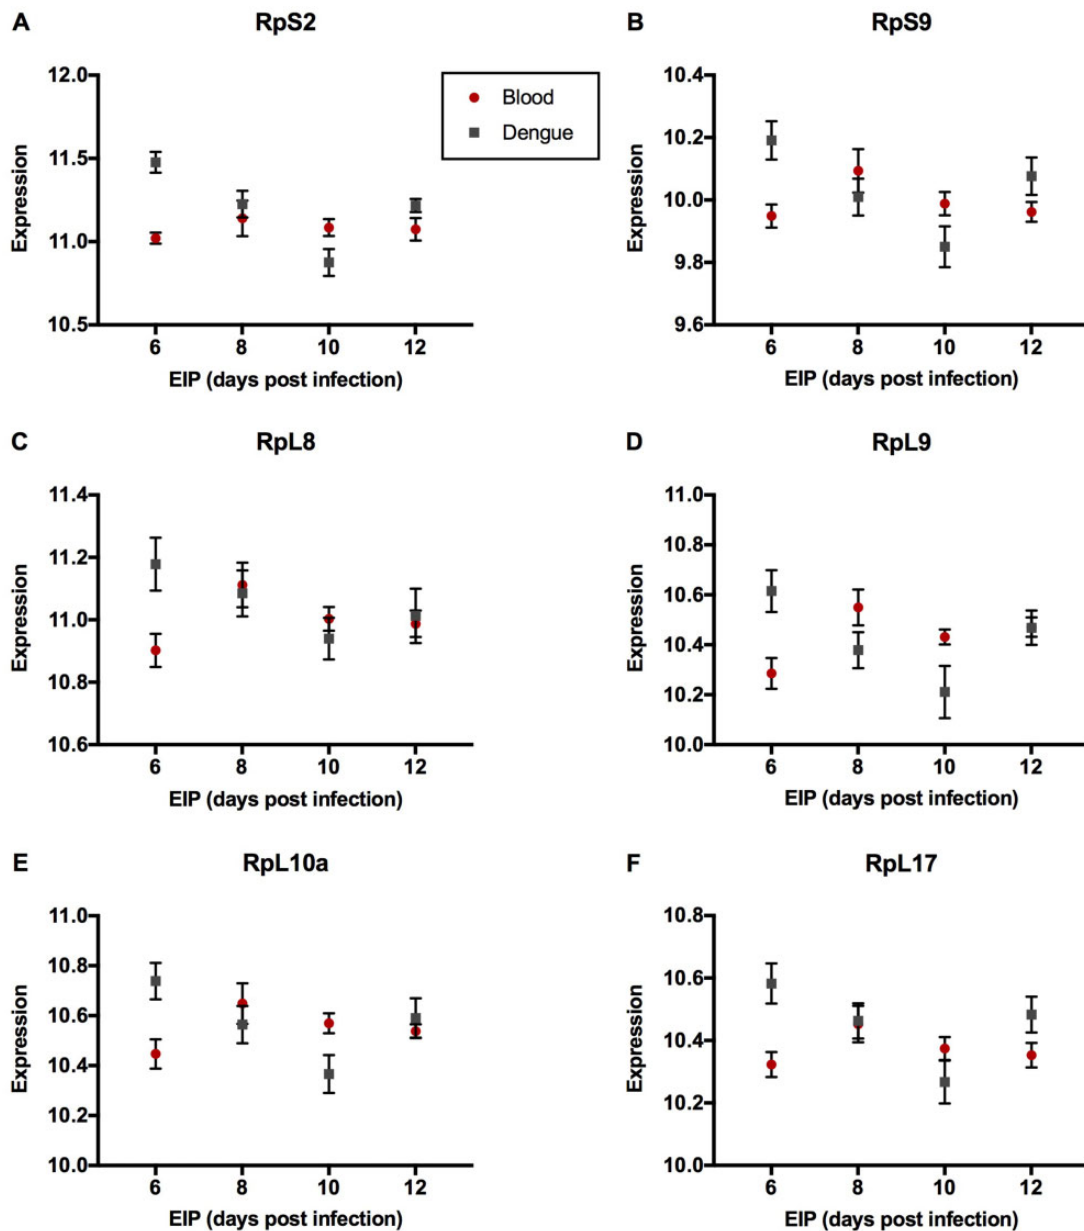 A
RpS2
Blood
Dengue
12.0
11.5
11.0
10.5
Expression
6 8 10 12
EIP (days post infection)
B
RpS9
10.4
10.2
10.0
9.8
9.6
Expression
6 8 10 12
EIP (days post infection)
C
RpL8
11.4
11.2
11.0
10.8
10.6
Expression
6 8 10 12
EIP (days post infection)
D
RpL9
11.0
10.8
10.6
10.4
10.2
10.0
Expression
6 8 10 12
EIP (days post infection)
E
RpL10a
11.0
10.8
10.6
10.4
10.2
10.0
Expression
6 8 10 12
EIP (days post infection)
F
RpL17
10.8
10.6
10.4
10.2
10.0
Expression
6 8 10 12
EIP (days post infection)